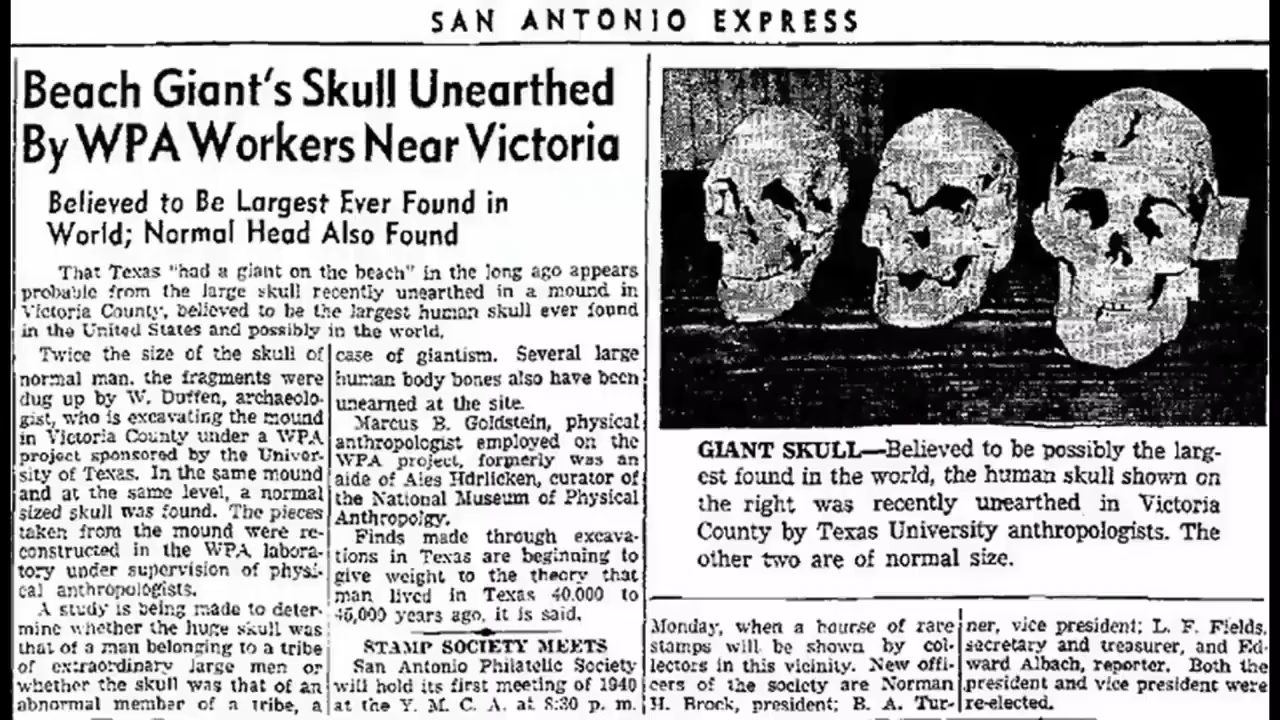 SAN ANTONIO EXPRESS
Beach Giant's Skull Unearthed
By WPA Workers Near Victoria
Believed to Be Largest Ever Found in
World; Normal Head Also Found
That Texas "had a giant on the beach" in the long ago appears
probable from the large skull recently unearthed in a mound in
Victoria County, believed to be the largest human skull ever found
in the United States and possibly in the world.
Twice the size of the skull of
normal man, the fragments were
dug up by W. Duffen, archaeolo-
gist, who is excavating the mound
in Victoria County under a WPA
project sponsored by the Univer-
sity of Texas. In the same mound
and at the same level, a normal
sized skull was found. The pieces
taken from the mound were re-
constructed in the WPA labora-
tory under supervision of physi-
cal anthropologists.
A study is being made to deter-
mine whether the huge skull was
that of a man belonging to a tribe
of extraordinary large men or
whether the skull was that of an
abnormal member of a tribe, a
case of giantism. Several large
human body bones also have been
unearned at the site.
Marcus B. Goldstein, physical
anthropologist employed on the
WPA project, formerly was an
aide of Ales Hdrlicken, curator of
the National Museum of Physical
Anthropolgy.
Finds made through excava-
tions in Texas are beginning to
give weight to the theory that
man lived in Texas 40.000 to
45,000 years ago, it is said.
STAMP SOCIETY MEETS
San Antonio Philatelic Society
will hold its first meeting of 1940
at the Y. M. C. A. at 8:30 p. m.
GIANT SKULL—Believed to be possibly the larg-
est found in the world, the human skull shown on
the right was recently unearthed in Victoria
County by Texas University anthropologists. The
other two are of normal size.
Monday, when a bourse of rare
stamps will be shown by col-
lectors in this vicinity. New offi-
cers of the society are Norman
H. Brock, president; B. A. Tur-
ner, vice president; L. F. Fields,
secretary and treasurer, and Ed-
ward Albach, reporter. Both the
president and vice president were
re-elected.